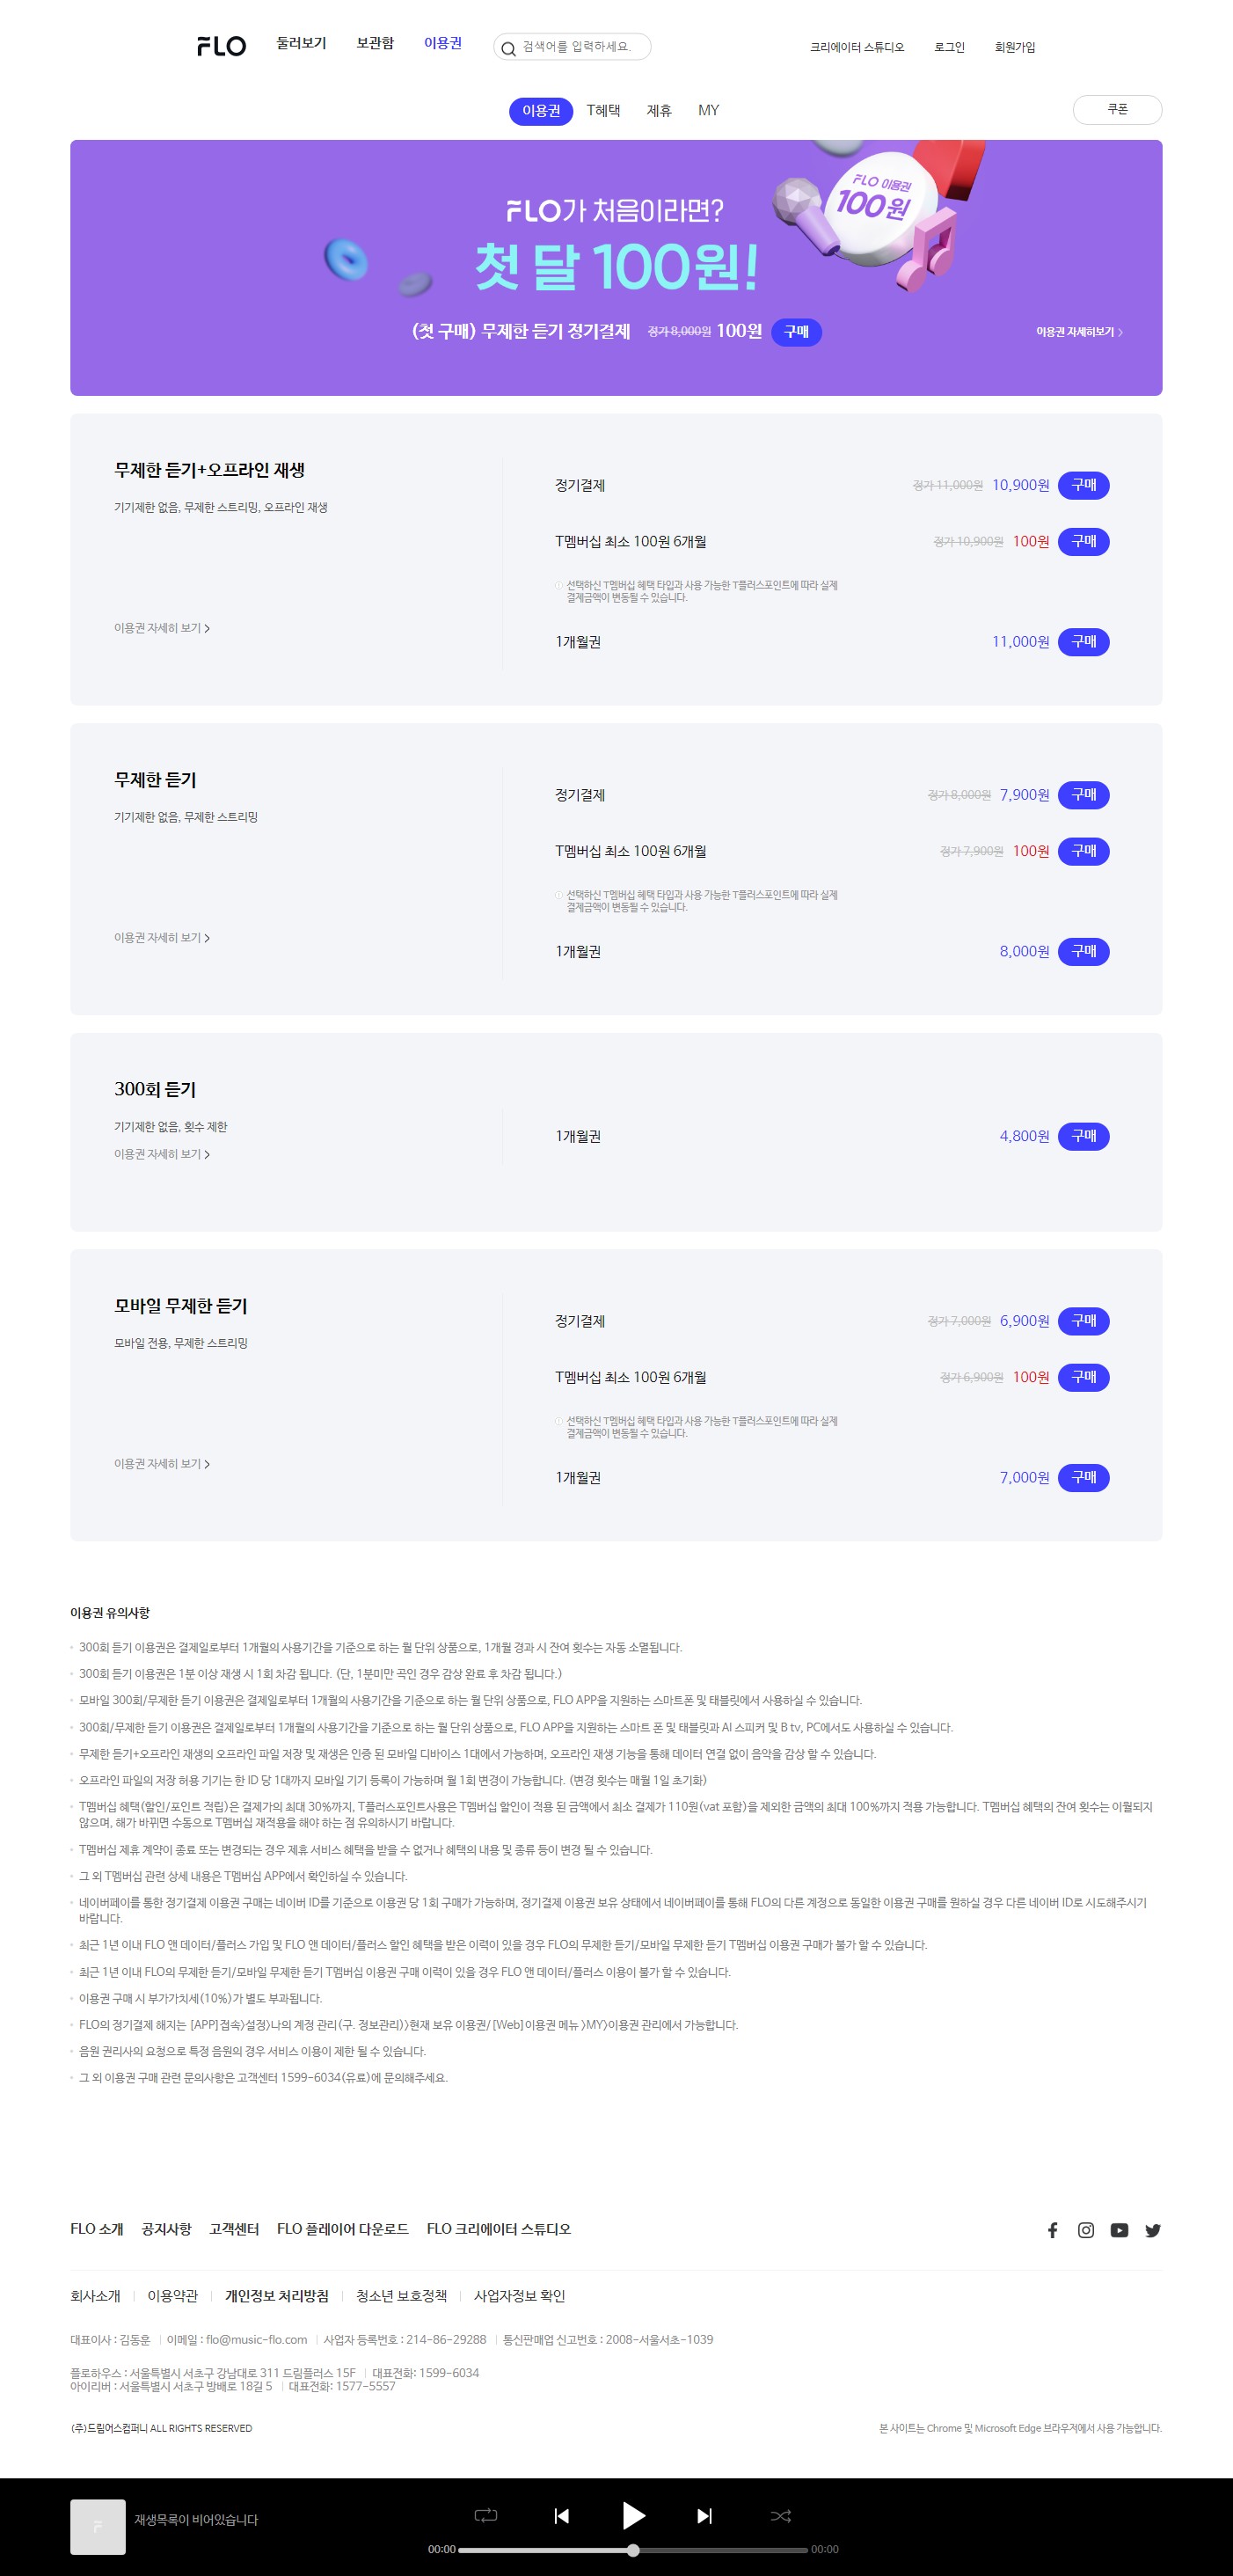 FLO 둘러보기 보관함 이용권 검색어를 입력하세요. 크리에이터 스튜디오 로그인 회원가입
이용권 T혜택 제휴 MY 쿠폰
FLO 이용권
100원
FLO가 처음이라면?
첫 달 100원!
(첫 구매) 무제한 듣기 정기결제 정가 8,000원 100원 구매 이용권 자세히보기
무제한 듣기+오프라인 재생
기기제한 없음, 무제한 스트리밍, 오프라인 재생
이용권 자세히 보기
정기결제 정가 11,000원 10,900원 구매
T멤버십 최소 100원 6개월 정가 10,900원 100원 구매
선택하신 T멤버십 혜택 타입과 사용 가능한 T플러스포인트에 따라 실제
결제금액이 변동될 수 있습니다.
1개월권 11,000원 구매
무제한 듣기
기기제한 없음, 무제한 스트리밍
이용권 자세히 보기
정기결제 정가 8,000원 7,900원 구매
T멤버십 최소 100원 6개월 정가 7,900원 100원 구매
선택하신 T멤버십 혜택 타입과 사용 가능한 T플러스포인트에 따라 실제
결제금액이 변동될 수 있습니다.
1개월권 8,000원 구매
300회 듣기
기기제한 없음, 횟수 제한
이용권 자세히 보기
1개월권 4,800원 구매
모바일 무제한 듣기
모바일 전용, 무제한 스트리밍
이용권 자세히 보기
정기결제 정가 7,000원 6,900원 구매
T멤버십 최소 100원 6개월 정가 6,900원 100원 구매
선택하신 T멤버십 혜택 타입과 사용 가능한 T플러스포인트에 따라 실제
결제금액이 변동될 수 있습니다.
1개월권 7,000원 구매
이용권 유의사항
300회 듣기 이용권은 결제일로부터 1개월의 사용기간을 기준으로 하는 월 단위 상품으로, 1개월 경과 시 잔여 횟수는 자동 소멸됩니다.
300회 듣기 이용권은 1분 이상 재생 시 1회 차감 됩니다. (단, 1분미만 곡인 경우 감상 완료 후 차감 됩니다.)
모바일 300회/무제한 듣기 이용권은 결제일로부터 1개월의 사용기간을 기준으로 하는 월 단위 상품으로, FLO APP을 지원하는 스마트폰 및 태블릿에서 사용하실 수 있습니다.
300회/무제한 듣기 이용권은 결제일로부터 1개월의 사용기간을 기준으로 하는 월 단위 상품으로, FLO APP을 지원하는 스마트 폰 및 태블릿과 AI 스피커 및 B tv, PC에서도 사용하실 수 있습니다.
무제한 듣기+오프라인 재생의 오프라인 파일 저장 및 재생은 인증 된 모바일 디바이스 1대에서 가능하며, 오프라인 재생 기능을 통해 데이터 연결 없이 음악을 감상 할 수 있습니다.
오프라인 파일의 저장 허용 기기는 한 ID 당 1대까지 모바일 기기 등록이 가능하며 월 1회 변경이 가능합니다. (변경 횟수는 매월 1일 초기화)
T멤버십 혜택(할인/포인트 적립)은 결제가의 최대 30%까지, T플러스포인트사용은 T멤버십 할인이 적용 된 금액에서 최소 결제가 110원(vat 포함)을 제외한 금액의 최대 100%까지 적용 가능합니다. T멤버십 혜택의 잔여 횟수는 이월되지
않으며, 해가 바뀌면 수동으로 T멤버십 재적용을 해야 하는 점 유의하시기 바랍니다.
T멤버십 제휴 계약이 종료 또는 변경되는 경우 제휴 서비스 혜택을 받을 수 없거나 혜택의 내용 및 종류 등이 변경 될 수 있습니다.
그 외 T멤버십 관련 상세 내용은 T멤버십 APP에서 확인하실 수 있습니다.
네이버페이를 통한 정기결제 이용권 구매는 네이버 ID를 기준으로 이용권 당 1회 구매가 가능하며, 정기결제 이용권 보유 상태에서 네이버페이를 통해 FLO의 다른 계정으로 동일한 이용권 구매를 원하실 경우 다른 네이버 ID로 시도해주시기
바랍니다.
최근 1년 이내 FLO 앤 데이터/플러스 가입 및 FLO 앤 데이터/플러스 할인 혜택을 받은 이력이 있을 경우 FLO의 무제한 듣기/모바일 무제한 듣기 T멤버십 이용권 구매가 불가 할 수 있습니다.
최근 1년 이내 FLO의 무제한 듣기/모바일 무제한 듣기 T멤버십 이용권 구매 이력이 있을 경우 FLO 앤 데이터/플러스 이용이 불가 할 수 있습니다.
이용권 구매 시 부가가치세(10%)가 별도 부과됩니다.
FLO의 정기결제 해지는 [APP]접속>설정>나의 계정 관리(구. 정보관리)>현재 보유 이용권/[Web]이용권 메뉴 >MY>이용권 관리에서 가능합니다.
음원 권리사의 요청으로 특정 음원의 경우 서비스 이용이 제한 될 수 있습니다.
그 외 이용권 구매 관련 문의사항은 고객센터 1599-6034(유료)에 문의해주세요.
FLO 소개 공지사항 고객센터 FLO 플레이어 다운로드 FLO 크리에이터 스튜디오
회사소개 이용약관 개인정보 처리방침 청소년 보호정책 사업자정보 확인
대표이사 : 김동훈 이메일 : flo@music-flo.com 사업자 등록번호 : 214-86-29288 통신판매업 신고번호 : 2008-서울서초-1039
플로하우스 : 서울특별시 서초구 강남대로 311 드림플러스 15F 대표전화: 1599-6034
아이리버 : 서울특별시 서초구 방배로 18길 5 대표전화: 1577-5557
(주)드림어스컴퍼니 ALL RIGHTS RESERVED 본 사이트는 Chrome 및 Microsoft Edge 브라우저에서 사용 가능합니다.
재생목록이 비어있습니다
00:00 00:00